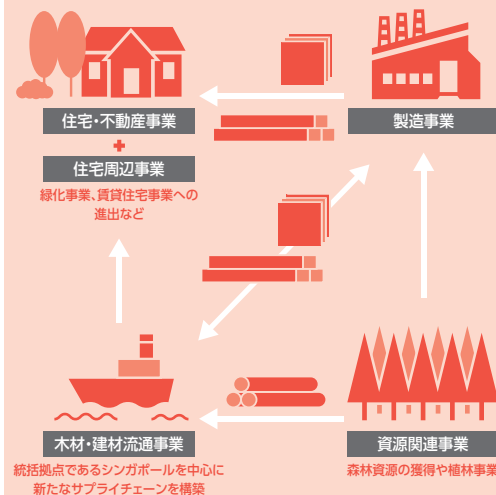 住宅・不動産事業
製造事業
+
住宅周辺事業
緑化事業、賃貸住宅事業への
進出など
木材・建材流通事業
資源関連事業
統括拠点であるシンガポールを中心に
新たなサプライチェーンを構築
森林資源の獲得や植林事業